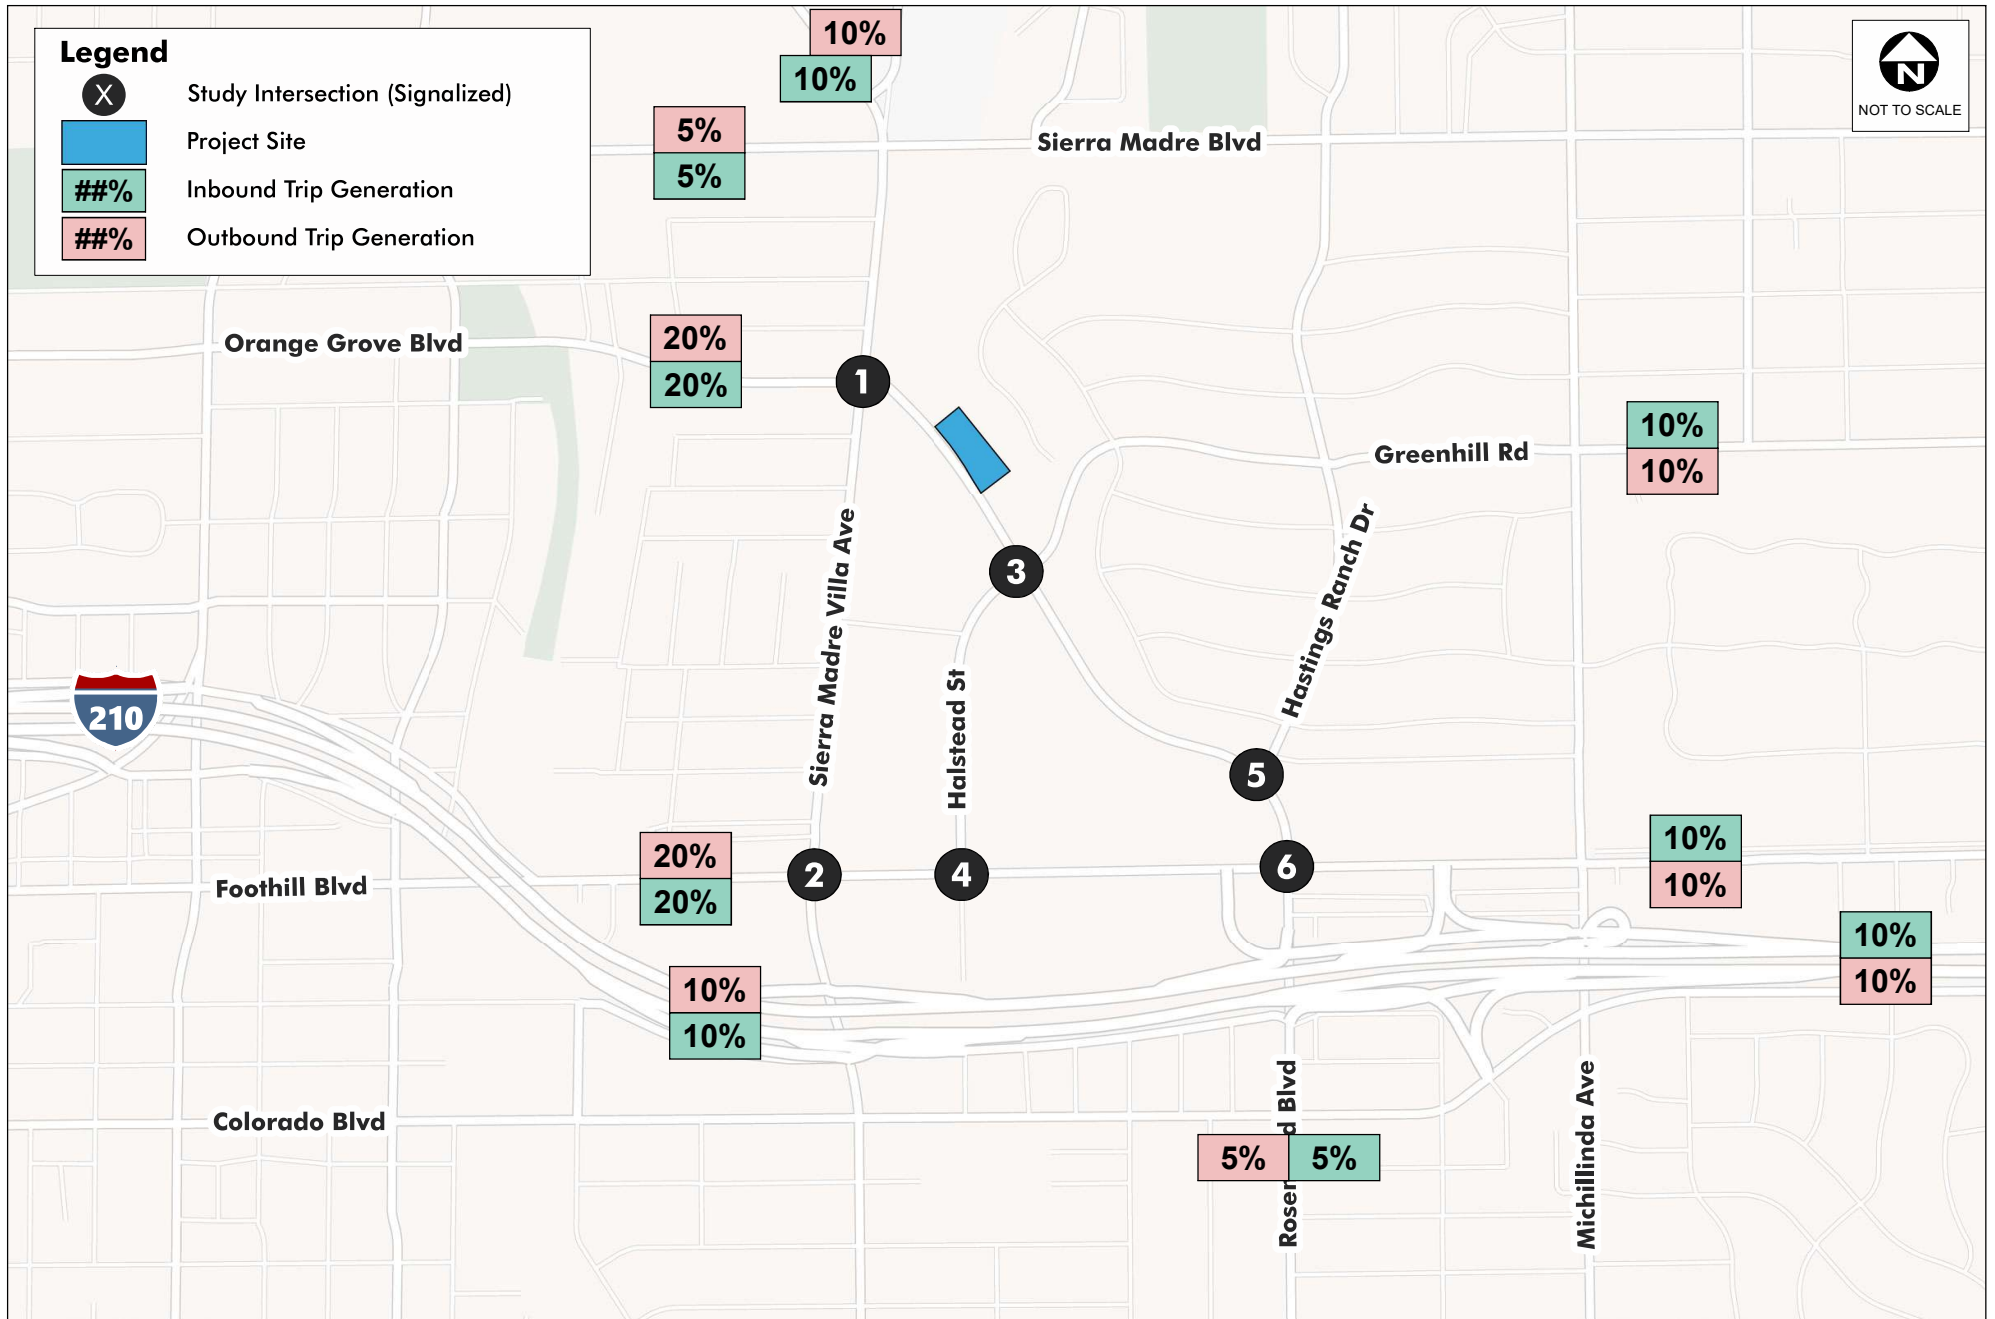 Legend
X
Study Intersection (Signalized)
Project Site
##%
Inbound Trip Generation
##%
Outbound Trip Generation
10%
10%
N
NOT TO SCALE
5%
5%
Sierra Madre Blvd
Orange Grove Blvd
20%
20%
1
10%
10%
Greenhill Rd
Sierra Madre Villa Ave
3
Hastings Ranch Dr
210
Halstead St
5
20%
20%
2
4
6
10%
10%
Foothill Blvd
10%
10%
10%
10%
Colorado Blvd
5%
5%
Blvd
Michillinda Ave